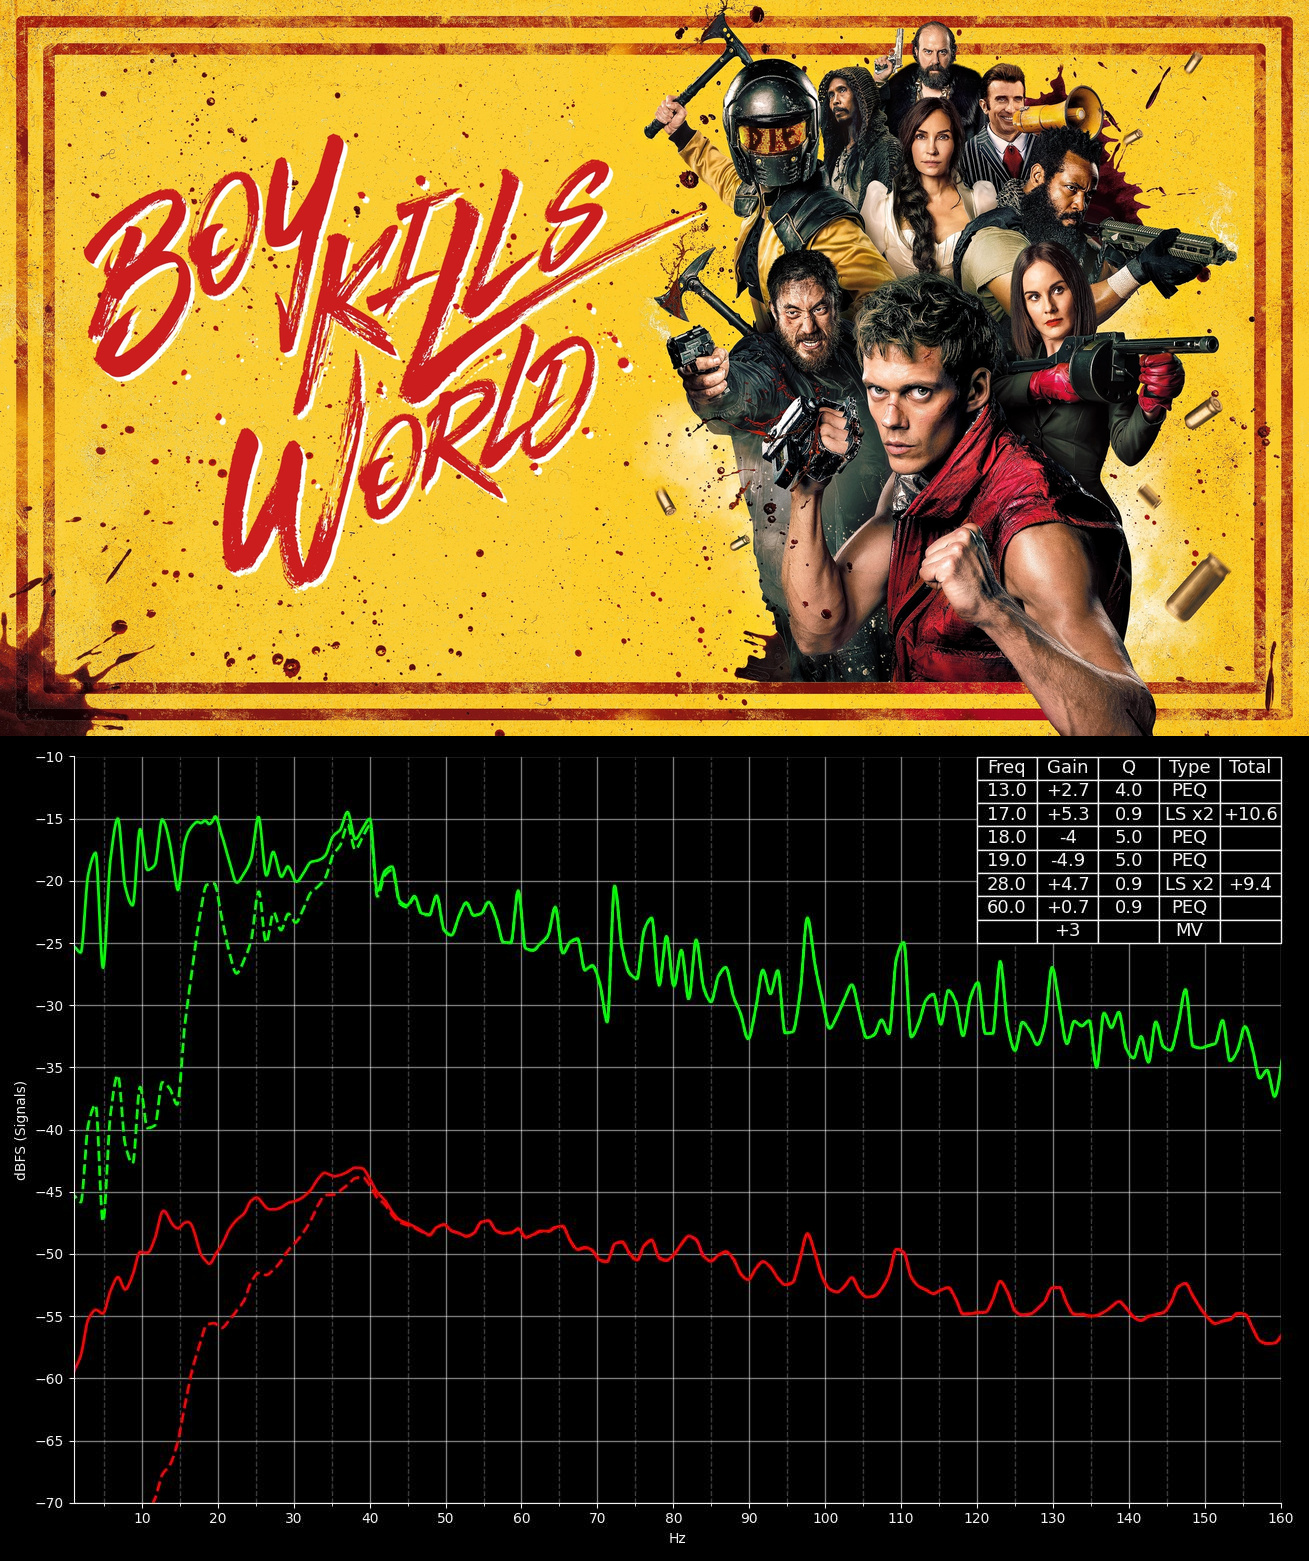 BOY KILLS
WORLD
Freq Gain Q Type Total
13.0 +2.7 4.0 PEQ
17.0 +5.3 0.9 LS x2 +10.6
18.0 -4 5.0 PEQ
19.0 -4.9 5.0 PEQ
28.0 +4.7 0.9 LS x2 +9.4
60.0 +0.7 0.9 PEQ
+3 MV
−10
−15
−20
−25
−30
−35
−40
−45
−50
−55
−60
−65
−70
dBFS (Signals)
10 20 30 40 50 60 70 80 90 100 110 120 130 140 150 160
Hz